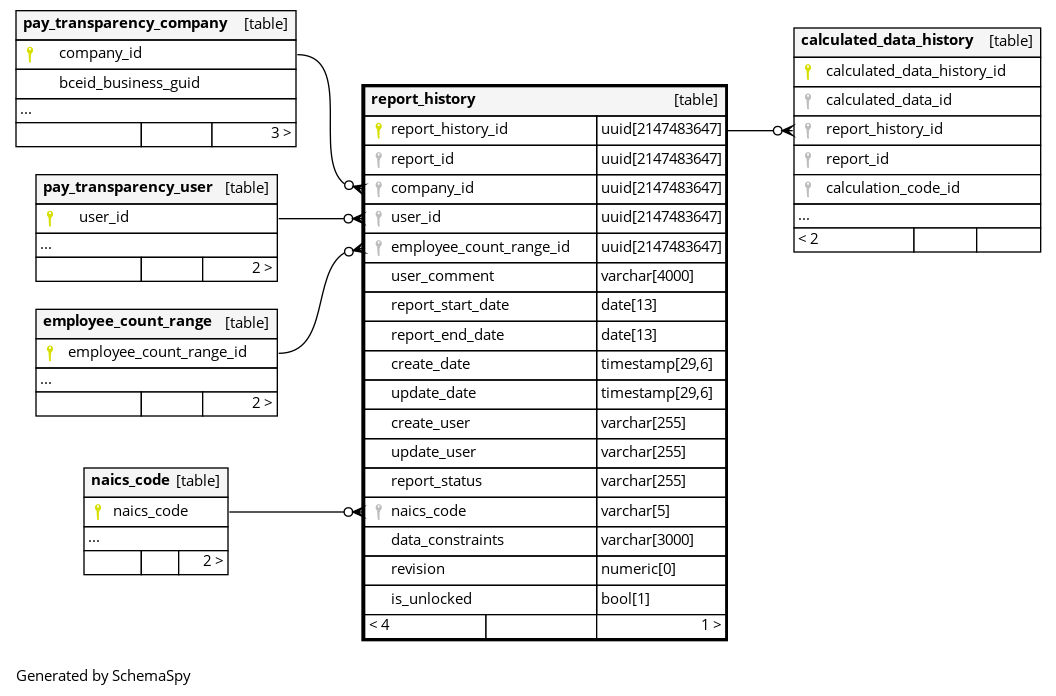 pay_transparency_company [table]
company_id
bceid_business_guid
...
3 >
pay_transparency_user [table]
user_id
...
2 >
employee_count_range [table]
employee_count_range_id
...
2 >
naics_code [table]
naics_code
...
2 >
report_history [table]
report_history_id uuid[2147483647]
report_id uuid[2147483647]
company_id uuid[2147483647]
user_id uuid[2147483647]
employee_count_range_id uuid[2147483647]
user_comment varchar[4000]
report_start_date date[13]
report_end_date date[13]
create_date timestamp[29,6]
update_date timestamp[29,6]
create_user varchar[255]
update_user varchar[255]
report_status varchar[255]
naics_code varchar[5]
data_constraints varchar[3000]
revision numeric[0]
is_unlocked bool[1]
< 4 1 >
calculated_data_history [table]
calculated_data_history_id
calculated_data_id
report_history_id
report_id
calculation_code_id
...
< 2
Generated by SchemaSpy